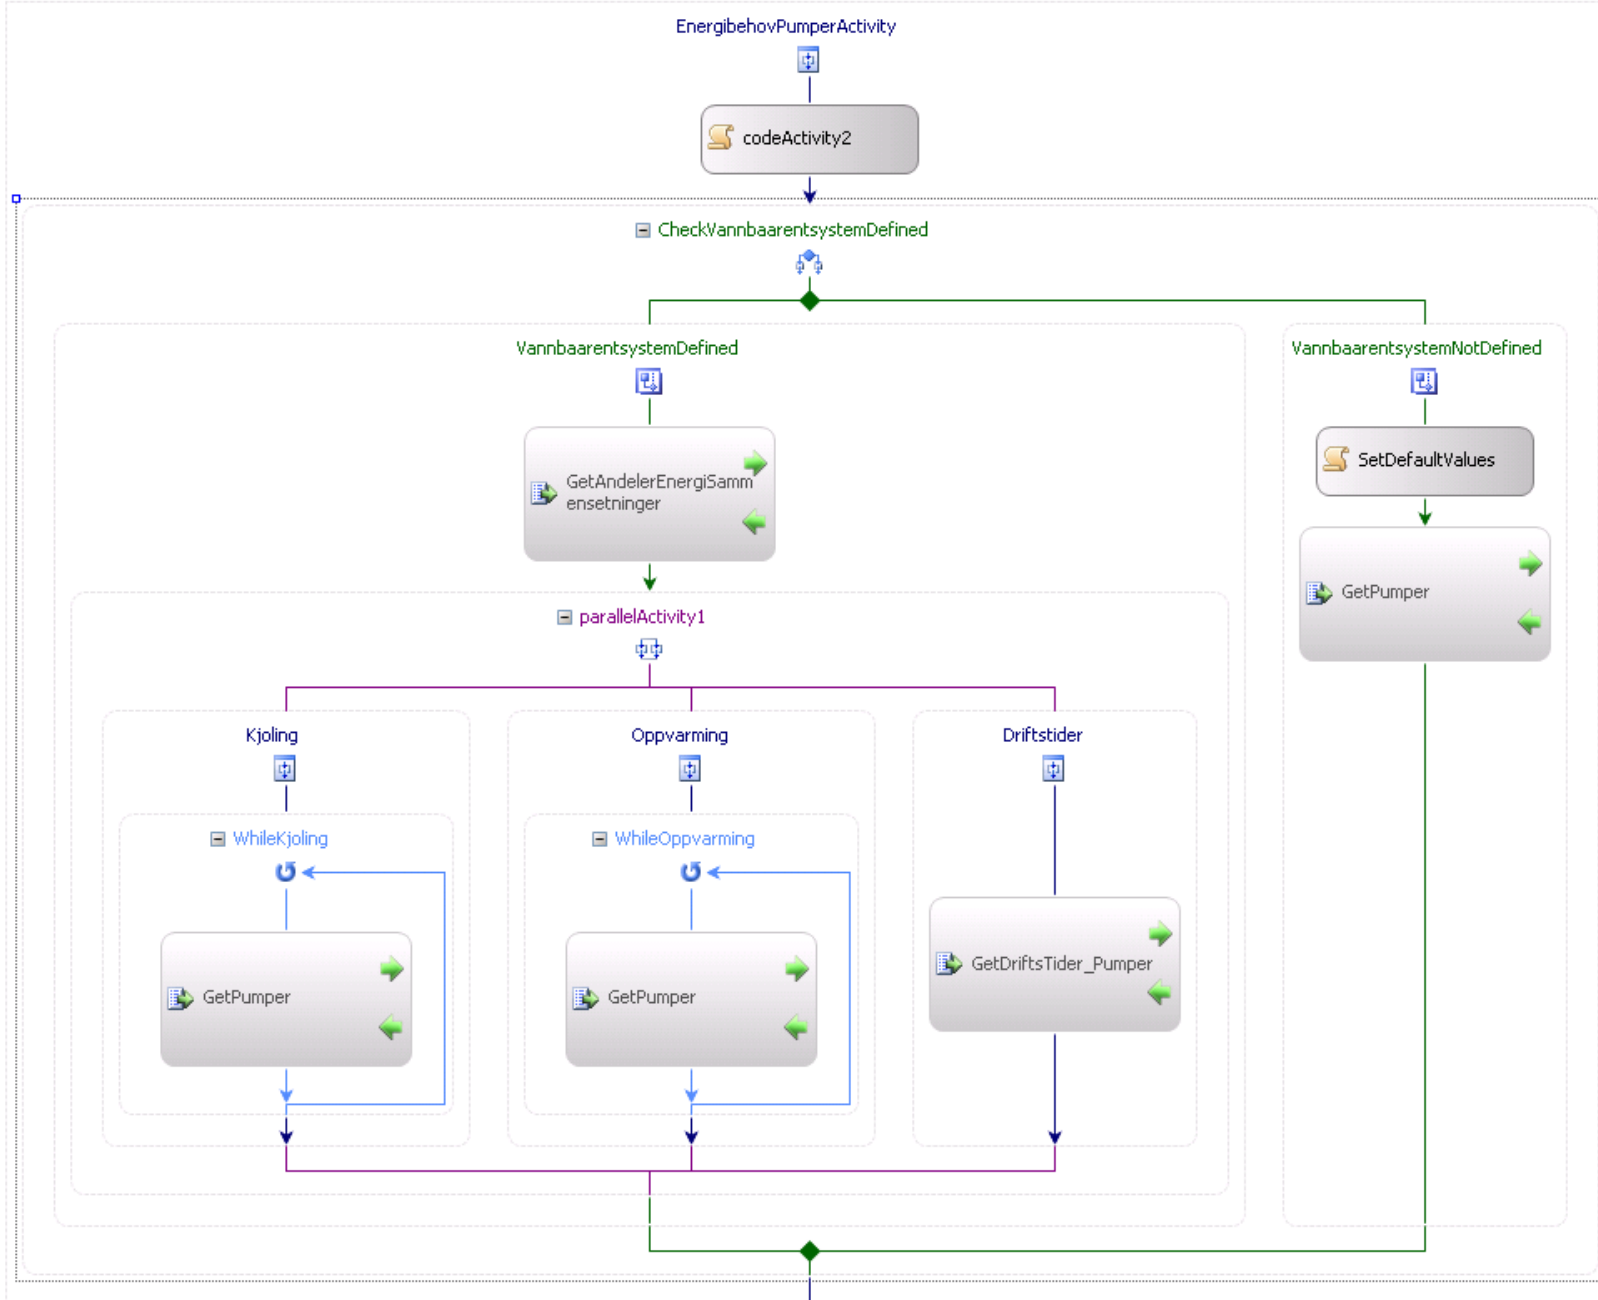 EnergibehovPumperActivity
codeActivity2
CheckVannbaarentsystemDefined
VannbaarentsystemDefined
VannbaarentsystemNotDefined
GetAndelerEnergiSamm
ensetninger
SetDefaultValues
GetPumper
parallelActivity1
Kjoling
Oppvarming
Driftstider
WhileKjoling
WhileOppvarming
GetPumper
GetPumper
GetDriftsTider_Pumper